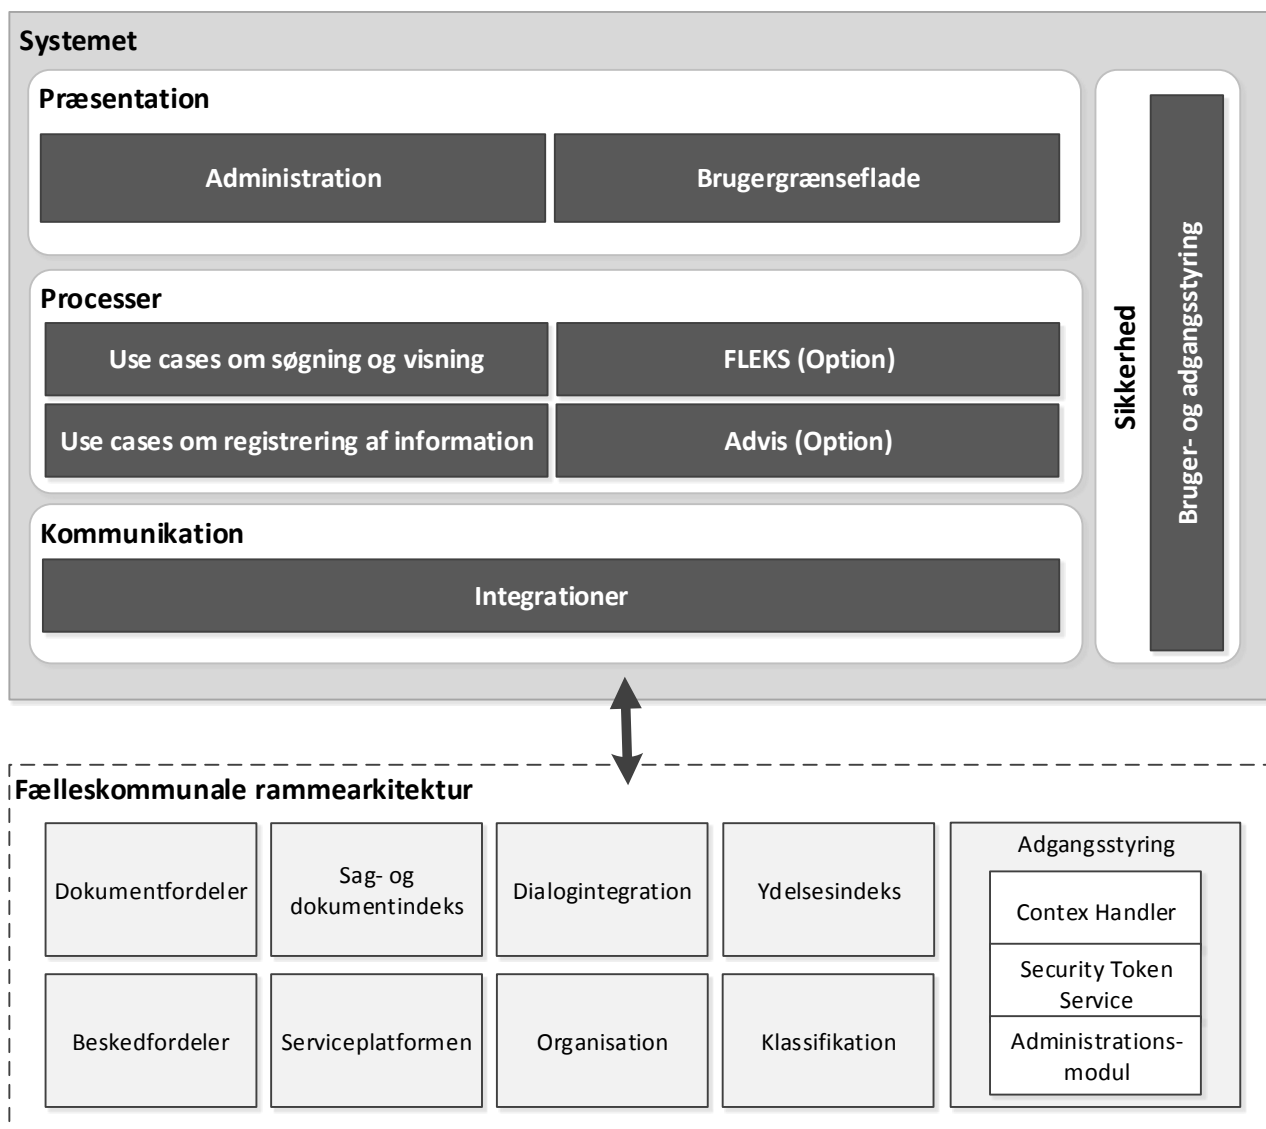 Systemet
Præsentation
Administration
Brugergrænseflade
Processer
Use cases om søgning og visning
FLEKS (Option)
Use cases om registrering af information
Advis (Option)
Kommunikation
Integrationer
Sikkerhed
Bruger- og adgangsstyring
Fælleskommunale rammearkitektur
Dokumentfordeler
Sag- og
dokumentindeks
Dialogintegration
Ydelsesindeks
Adgangsstyring
Contex Handler
Security Token
Service
Administrations-
modul
Beskedfordeler
Serviceplatformen
Organisation
Klassifikation